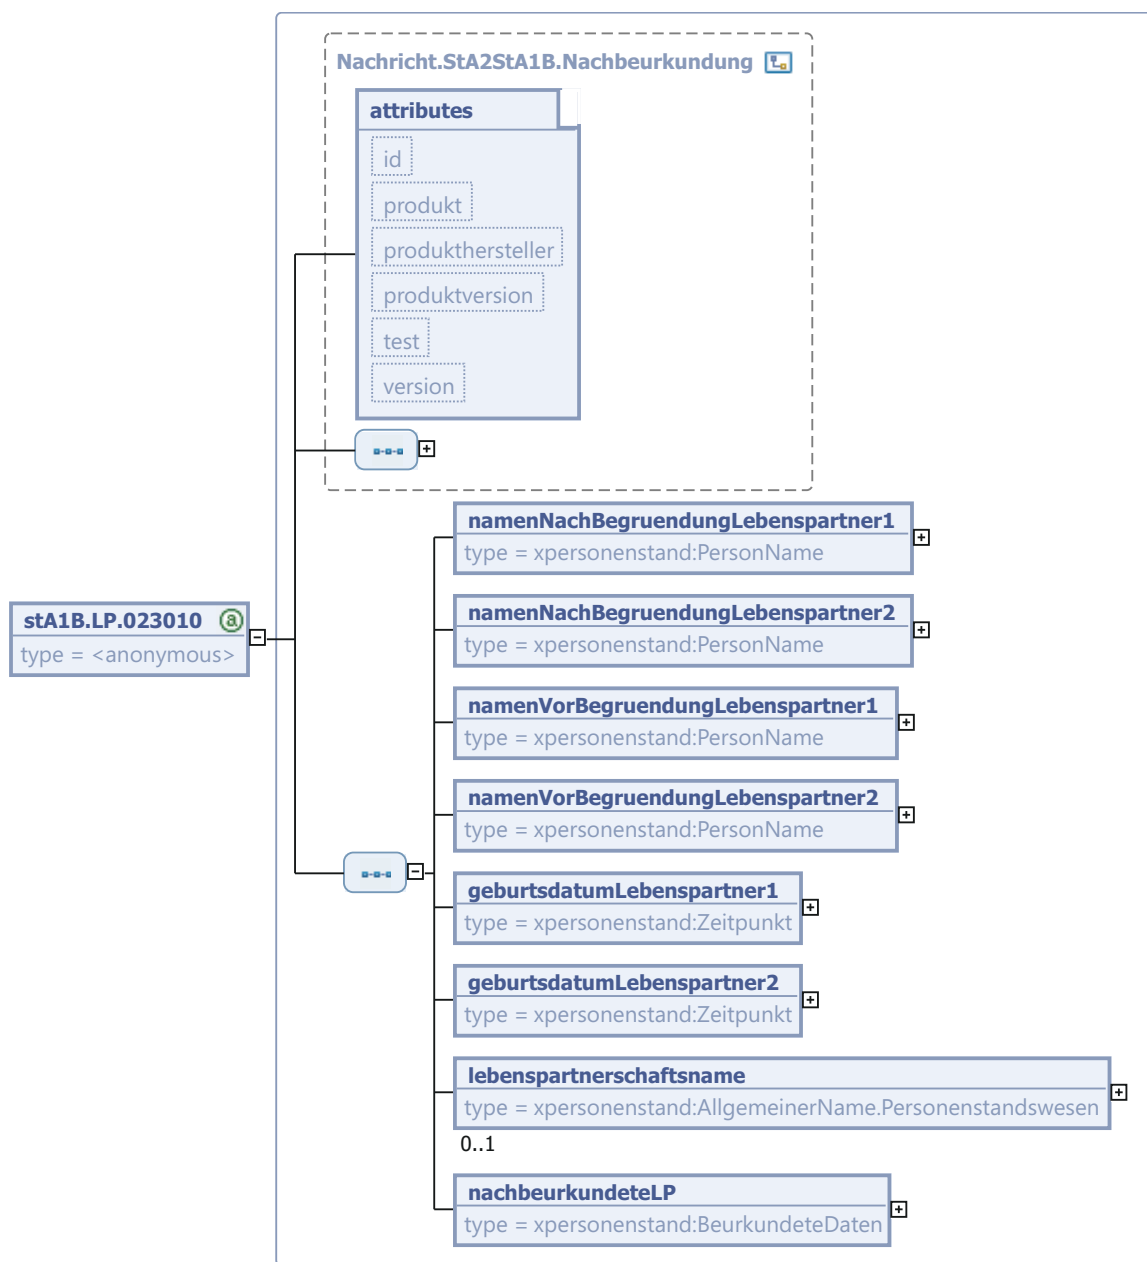 Nachricht.StA2StA1B.Nachbeurkundung
attributes
id
produkt
produkthersteller
produktversion
test
version
namenNachBegruendungLebenspartner1
type = xpersonenstand:PersonName
namenNachBegruendungLebenspartner2
type = xpersonenstand:PersonName
stA1B.LP.023010 @
type = <anonymous>
namenVorBegruendungLebenspartner1
type = xpersonenstand:PersonName
namenVorBegruendungLebenspartner2
type = xpersonenstand:PersonName
geburtsdatumLebenspartner1
type = xpersonenstand:Zeitpunkt
geburtsdatumLebenspartner2
type = xpersonenstand:Zeitpunkt
lebenspartnerschaftsname
type = xpersonenstand:AllgemeinerName.Personenstandswesen
0..1
nachbeurkundeteLP
type = xpersonenstand:BeurkundeteDaten